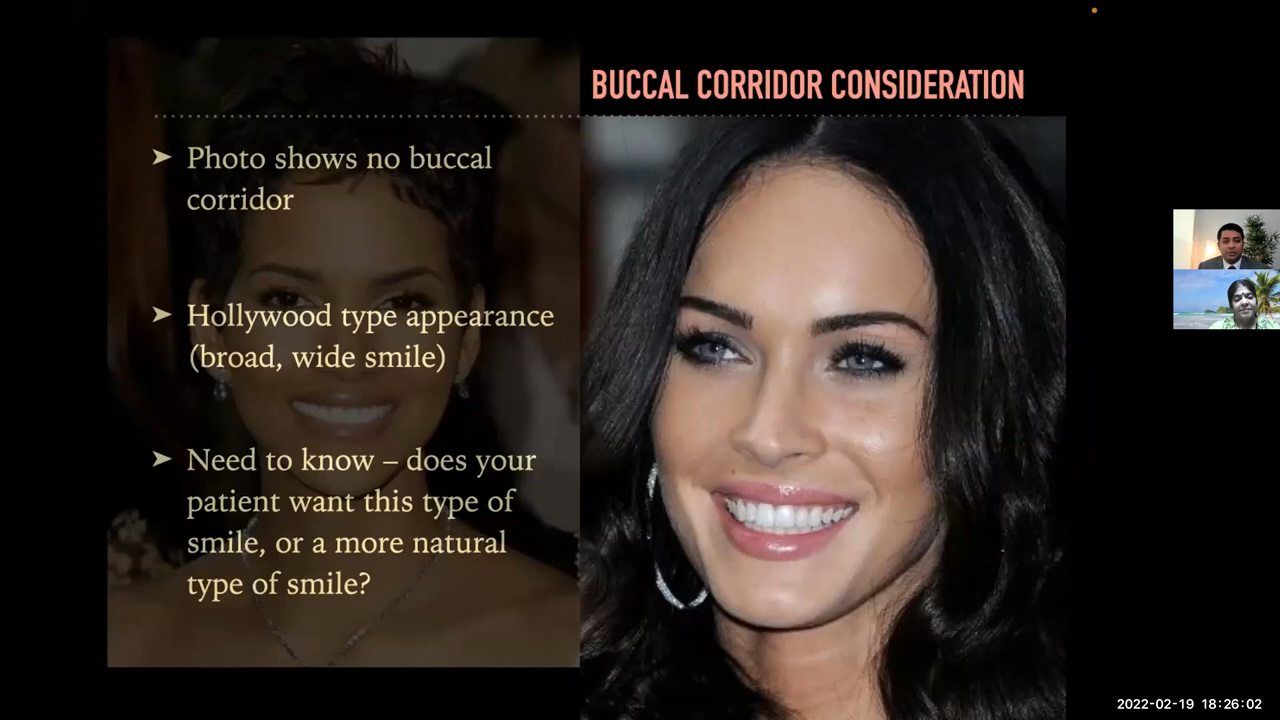 BUCCAL CORRIDOR CONSIDERATION
➤ Photo shows no buccal
corridor
➤ Hollywood type appearance
(broad, wide smile)
➤ Need to know – does your
patient want this type of
smile, or a more natural
type of smile?
2022-02-19 18:26:02